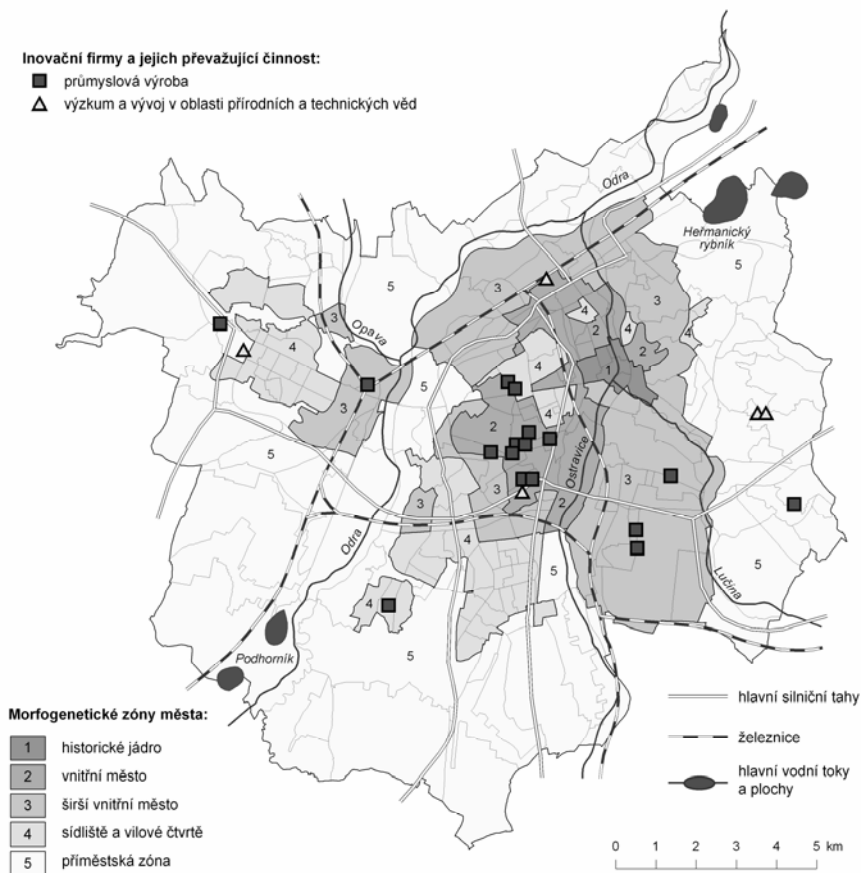 Inovační firmy a jejich převažující činnost:
průmyslová výroba
výzkum a vývoj v oblasti přírodních a technických věd
Odra
Heřmanický
rybník
5
5
3
3
3
Opava
4
2
4
2
4
4
1
4
3
5
4
2
3
5
3
Ostravice
3
2
4
Odra
5
4
5
Lučina
5
Podhorník
Morfogenetické zóny města:
1 historické jádro
2 vnitřní město
3 širší vnitřní město
4 sídliště a vilové čtvrtě
5 příměstská zóna
hlavní silniční tahy
železnice
hlavní vodní toky
a plochy
0 1 2 3 4 5 km